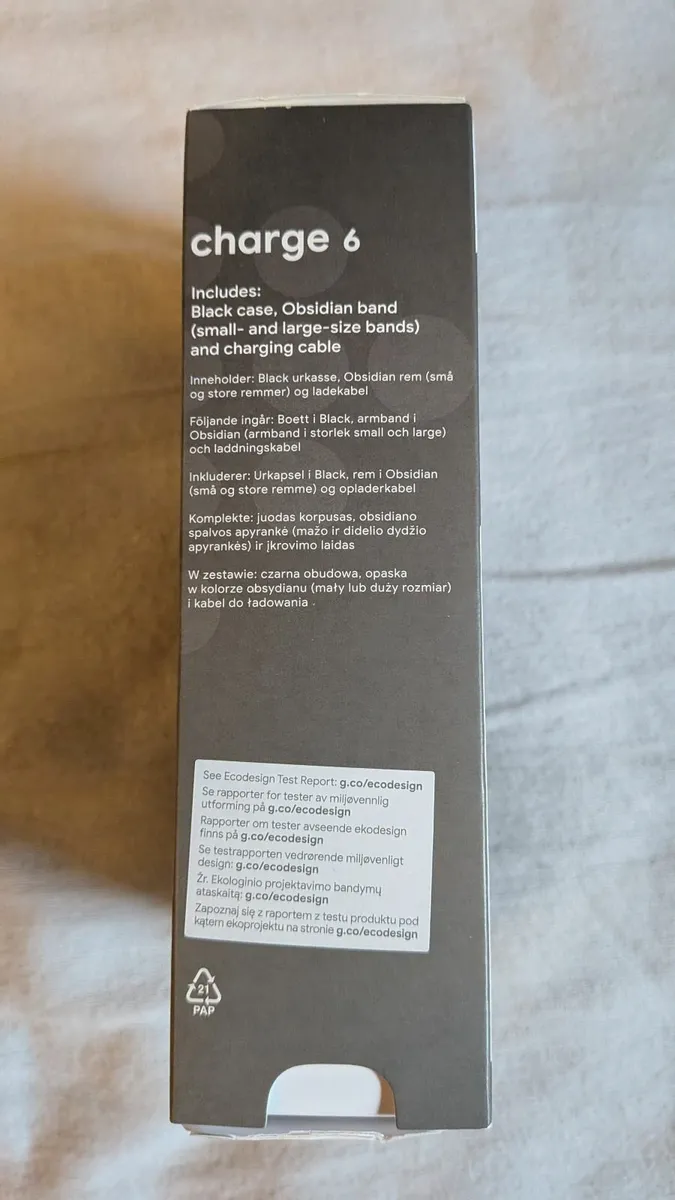 charge 6
Includes:
Black case, Obsidian band
(small- and large-size bands)
and charging cable
Inneholder: Black urkasse, Obsidian rem (små
og store remmer) og ladekabel
Följande ingår: Boett i Black, armband i
Obsidian (armband i storlek small och large)
och laddningskabel
Inkluderer: Urkapsel i Black, rem i Obsidian
(små og store remme) og opladerkabel
Komplekte: juodas korpusas, obsidiano
spalvos apyrankė (mažo ir didelio dydžio
apyrankės) ir įkrovimo laidas
W zestawie: czarna obudowa, opaska
w kolorze obsydianu (mały lub duży rozmiar)
i kabel do ładowania
See Ecodesign Test Report: g.co/ecodesign
Se rapporter for tester av miljøvennlig
utforming på g.co/ecodesign
Rapporter om tester avseende ekodesign
finns på g.co/ecodesign
Se testrapporten vedrørende miljøvenligt
design: g.co/ecodesign
Žr. Ekologinio projektavimo bandymų
ataskaitą: g.co/ecodesign
Zapoznaj się z raportem z testu produktu pod
kątem ekoprojektu na stronie g.co/ecodesign
21
PAP